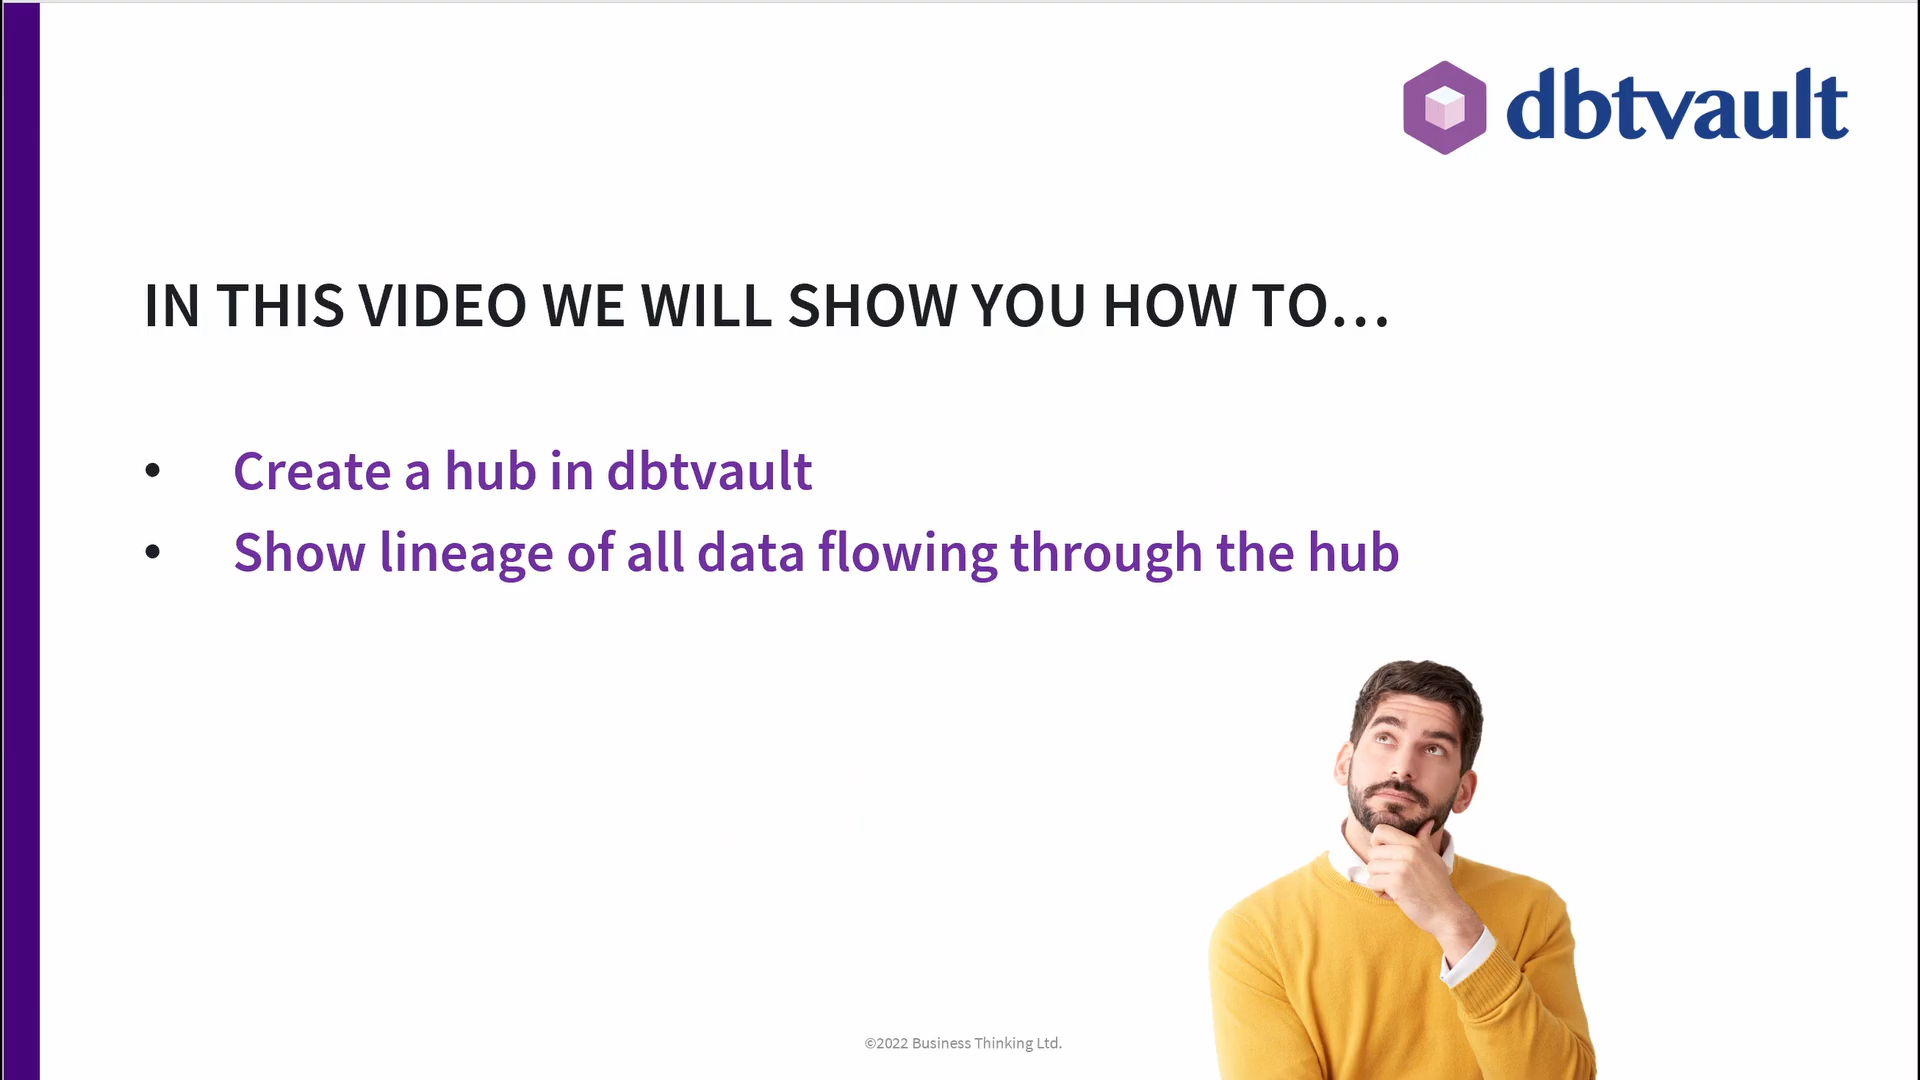 dbtvault
IN THIS VIDEO WE WILL SHOW YOU HOW TO...
• Create a hub in dbtvault
• Show lineage of all data flowing through the hub
©2022 Business Thinking Ltd.